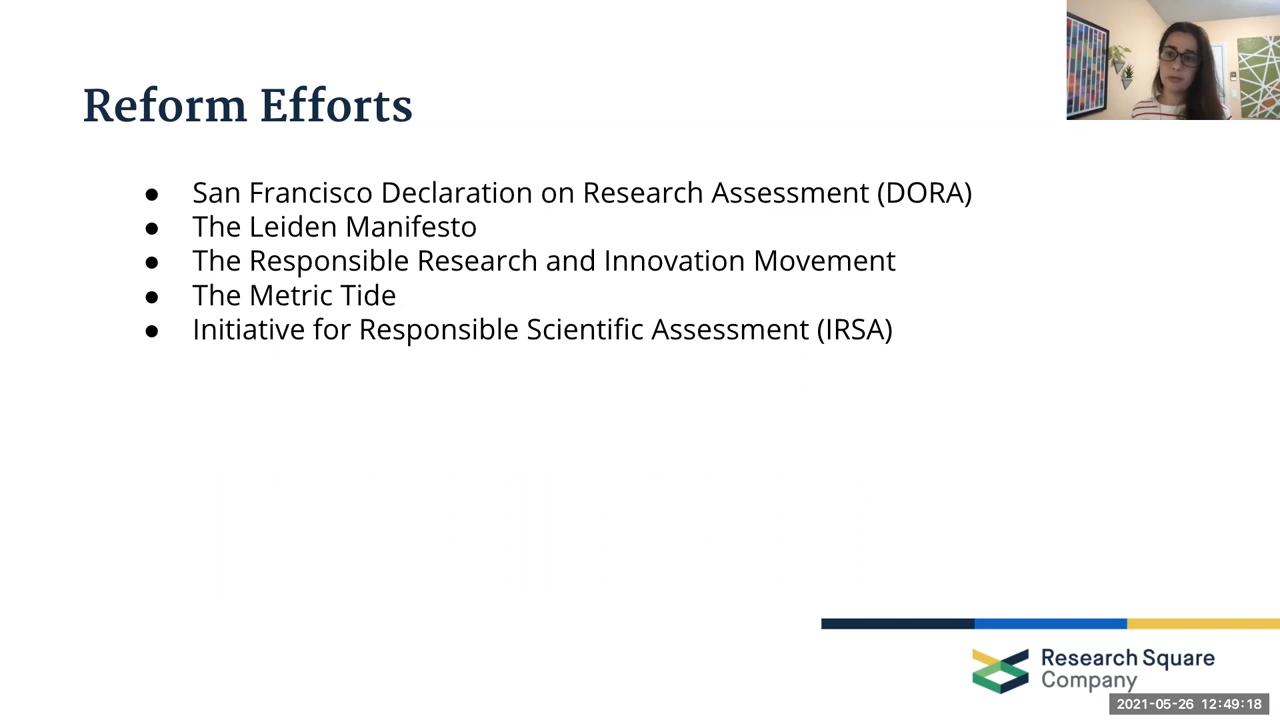 Reform Efforts
● San Francisco Declaration on Research Assessment (DORA)
● The Leiden Manifesto
● The Responsible Research and Innovation Movement
● The Metric Tide
● Initiative for Responsible Scientific Assessment (IRSA)
Research Square
Company
2021-05-26 12:49:18